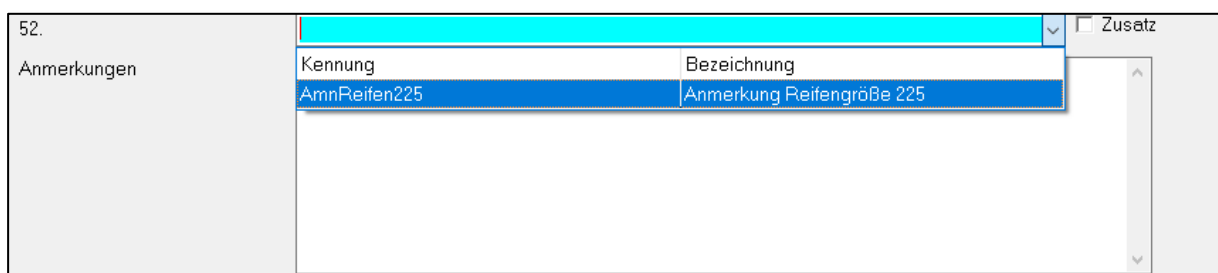 52. Zusatz
Anmerkungen
Kennung Bezeichnung
AmnReifen225 Anmerkung Reifengröße 225